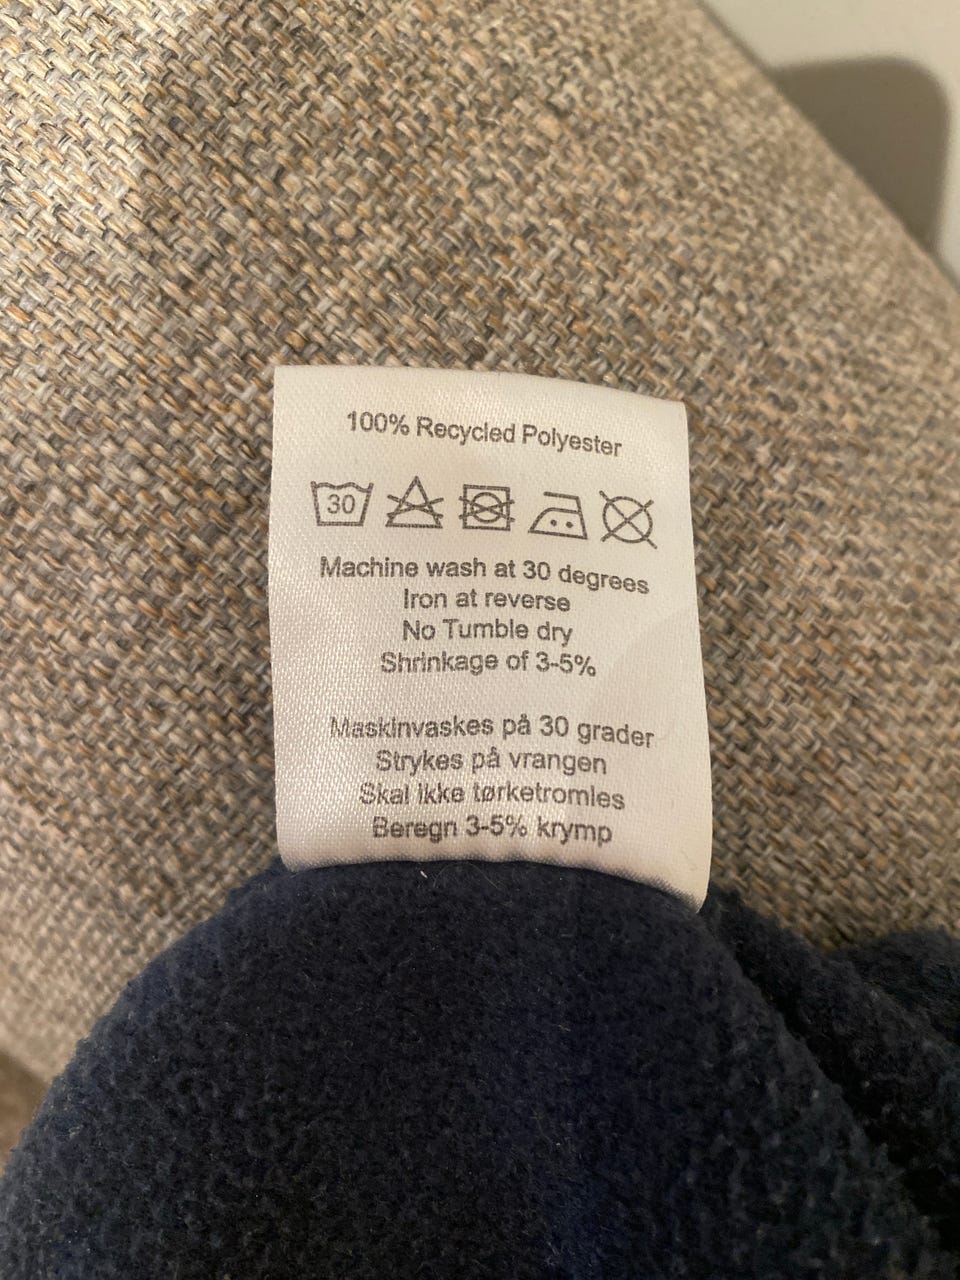 100% Recycled Polyester
30
Machine wash at 30 degrees
Iron at reverse
No Tumble dry
Shrinkage of 3-5%
Maskinvaskes på 30 grader
Strykes på vrangen
Skal ikke tørketromles
Beregn 3-5% krymp